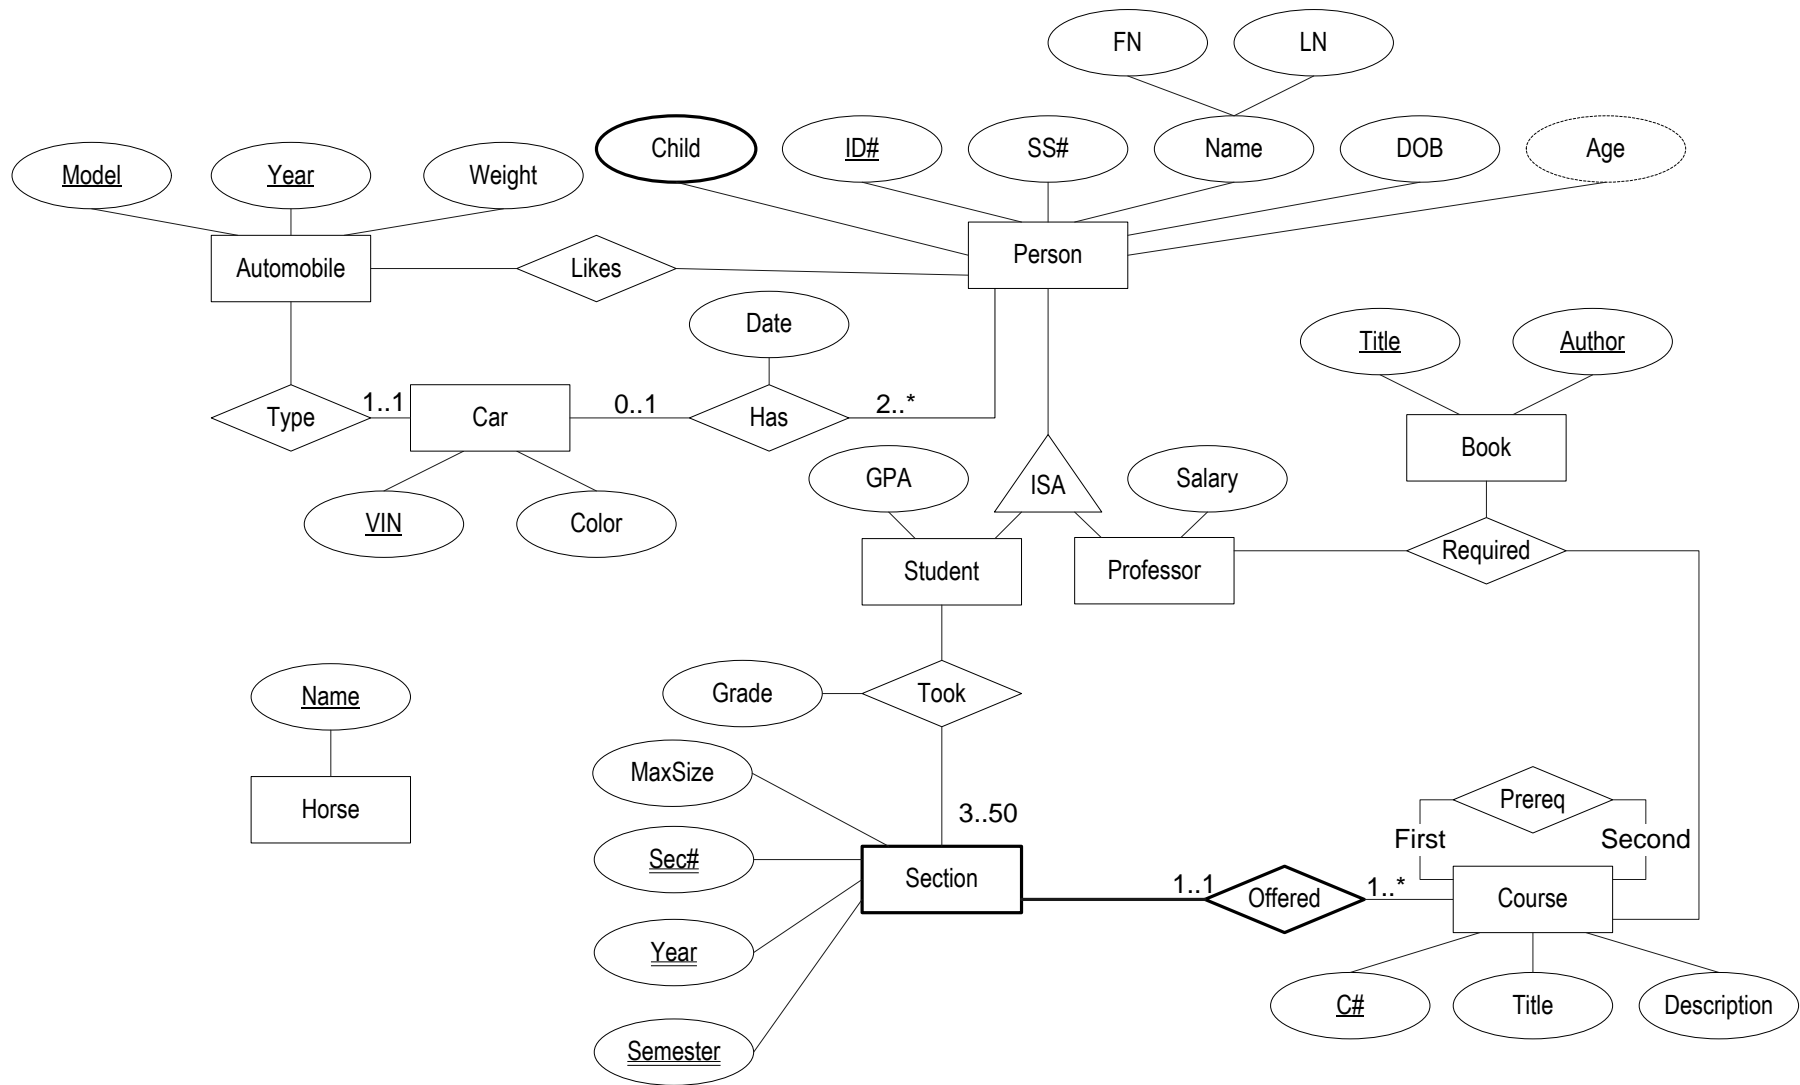 FN
LN
Child
ID#
SS#
Name
DOB
Age
Model
Year
Weight
Automobile
Likes
Person
Date
Title
Author
Type
1..1
Car
0..1
Has
2..*
Book
GPA
ISA
Salary
VIN
Color
Student
Professor
Required
Name
Grade
Took
Horse
MaxSize
3..50
Prereq
First
Second
Sec#
Section
1..1
Offered
1..*
Course
Year
C#
Title
Description
Semester